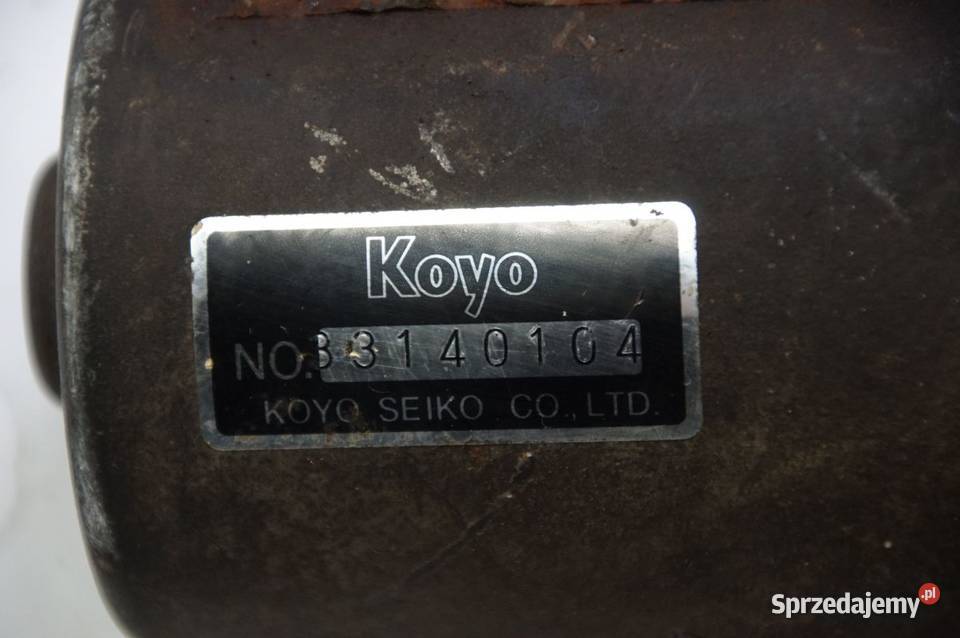 Koyo
NO. 33140104
KOYO SEIKO CO., LTD.
Sprzedajemy.pl